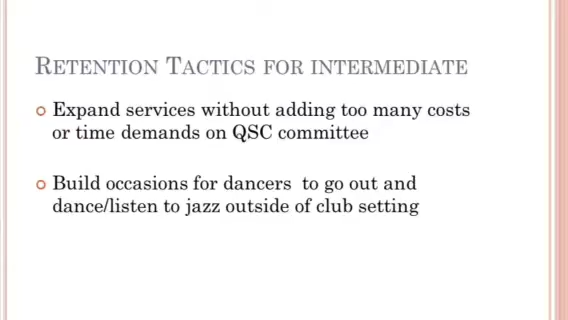 RETENTION TACTICS FOR INTERMEDIATE
Expand services without adding too many costs
or time demands on QSC committee
Build occasions for dancers to go out and
dance/listen to jazz outside of club setting